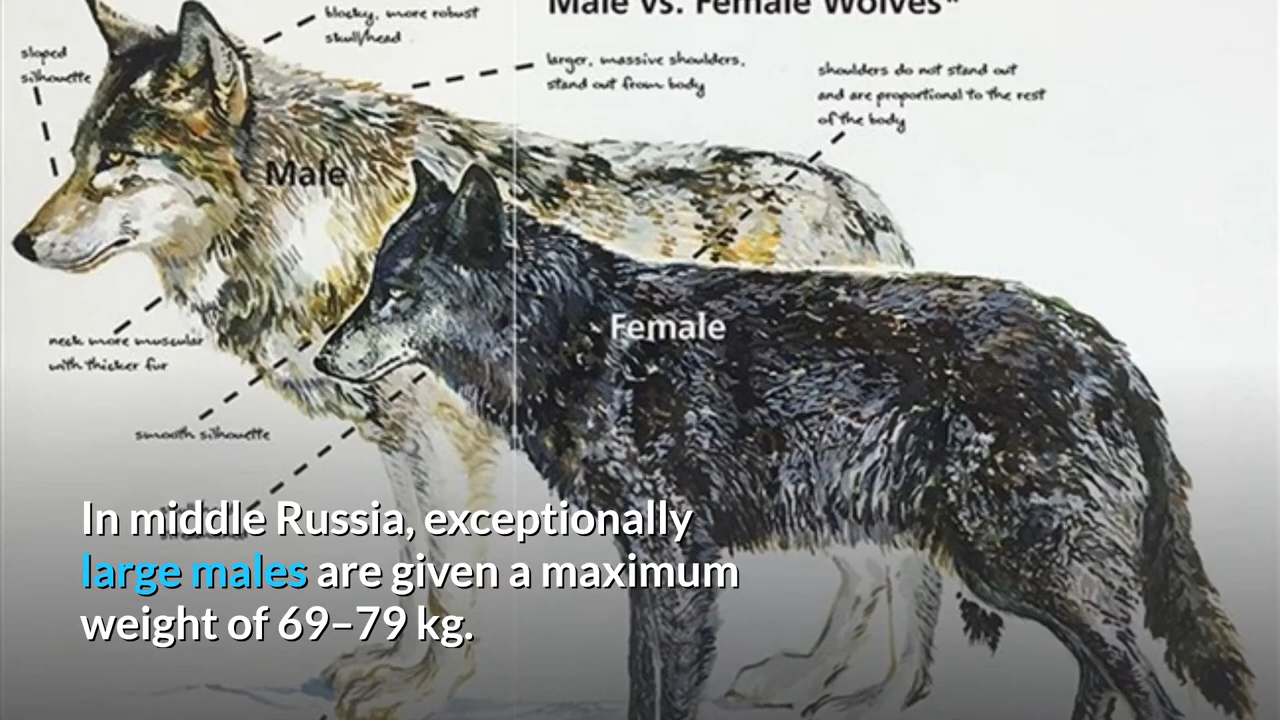 Male vs. Female Wolves*
blocky, more robust
skull/head
sloped
silhouette
larger, massive shoulders,
stand out from body
shoulders do not stand out
and are proportional to the rest
of the body
Male
Female
neck more muscular
with thicker fur
smooth silhouette
In middle Russia, exceptionally
large males are given a maximum
weight of 69–79 kg.